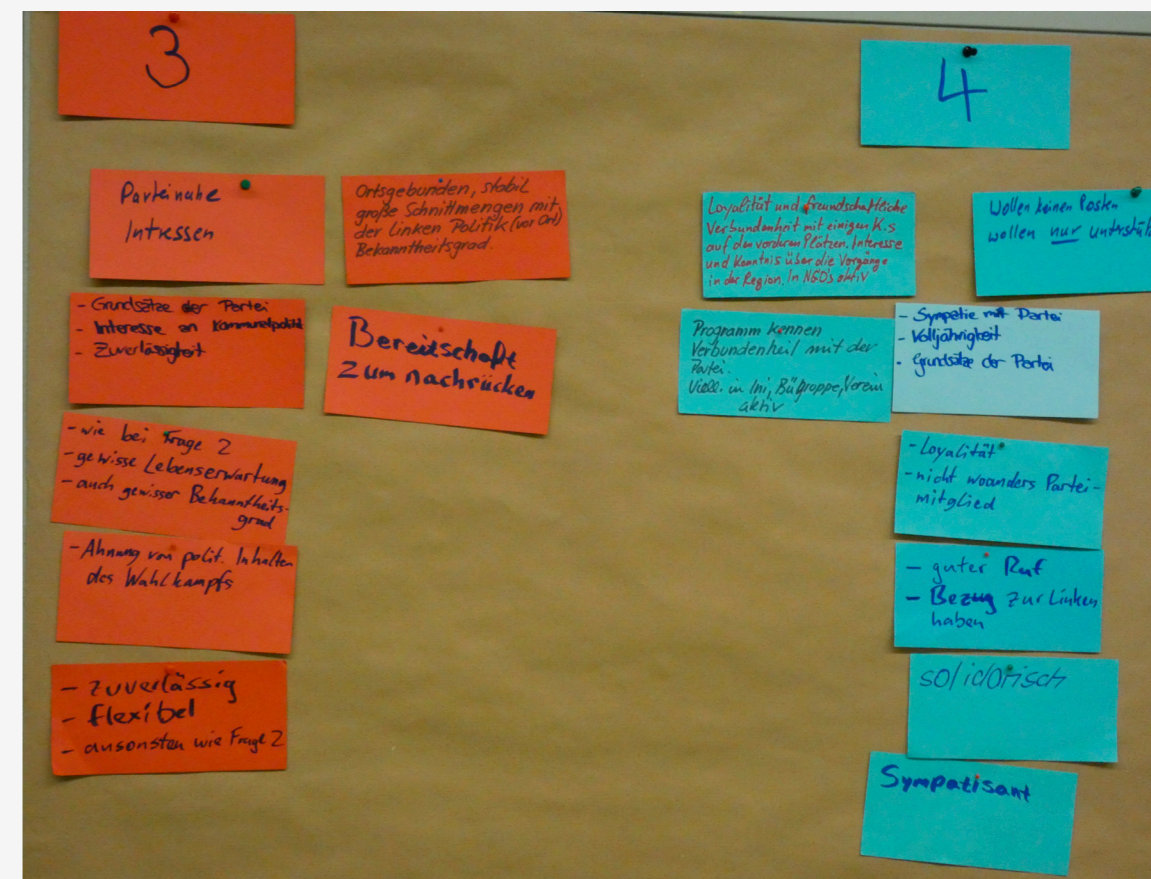 3
Parteinahe
Intressen
Ortsgebunden, stabil
große Schnittmengen mit
der linken Politik (vor Ort)
Bekanntheitsgrad.
- Grundsätze der Partei
- Interesse an Kommunalpolitik
- Zuverlässigkeit
Bereitschaft
zum nachrücken
- wie bei Frage 2
- gewisse Lebenserwartung
- auch gewisser Bekanntheits-
grad
- Ahnung von polit. Inhalten
des Wahlkampfs
- zuverlässig
- flexibel
- ansonsten wie Frage 2
4
Loyalität und freundschaftliche
Verbundenheit mit einigen K.s
auf den vorderen Plätzen. Interesse
und Kenntnis über die Vorgänge
in der Region. In NGO's aktiv
Wollen keinen Posten
wollen nur unterstüt
Programm kennen
Verbundenheit mit der
Partei.
Viell. in Ini, Bügruppe, Verein
aktiv
- Sympatie mit Partei
- Volljährigkeit
- Grundsätze der Partei
- Loyalität
- nicht woanders Partei-
mitglied
- guter Ruf
- Bezug zur Linken
haben
solidarisch
Sympatisant